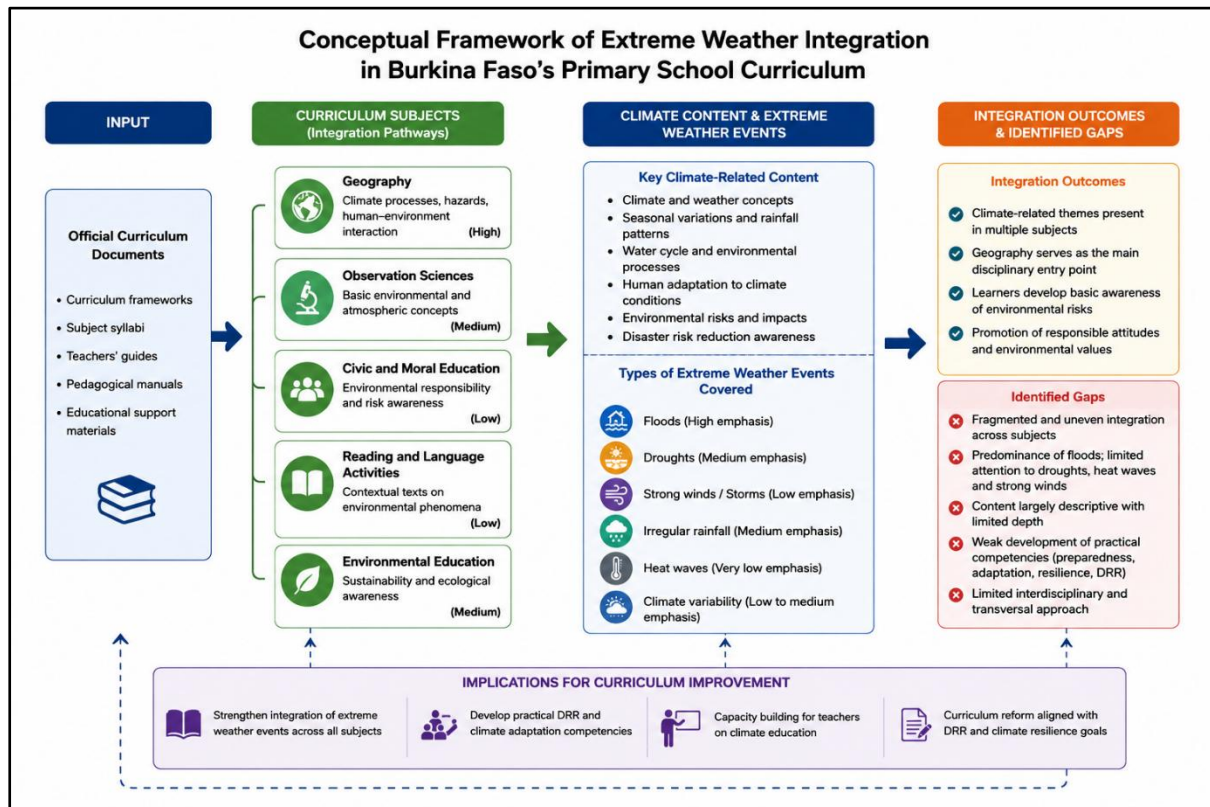 Conceptual Framework of Extreme Weather Integration
in Burkina Faso's Primary School Curriculum
INPUT
Official Curriculum
Documents
• Curriculum frameworks
• Subject syllabi
• Teachers' guides
• Pedagogical manuals
• Educational support
materials
CURRICULUM SUBJECTS
(Integration Pathways)
Geography
Climate processes, hazards,
human–environment
interaction
(High)
Observation Sciences
Basic environmental and
atmospheric concepts
(Medium)
Civic and Moral Education
Environmental responsibility
and risk awareness
(Low)
Reading and Language
Activities
Contextual texts on
environmental phenomena
(Low)
Environmental Education
Sustainability and ecological
awareness
(Medium)
CLIMATE CONTENT & EXTREME
WEATHER EVENTS
Key Climate-Related Content
• Climate and weather concepts
• Seasonal variations and rainfall
patterns
• Water cycle and environmental
processes
• Human adaptation to climate
conditions
• Environmental risks and impacts
• Disaster risk reduction awareness
Types of Extreme Weather Events
Covered
Floods (High emphasis)
Droughts (Medium emphasis)
Strong winds / Storms (Low emphasis)
Irregular rainfall (Medium emphasis)
Heat waves (Very low emphasis)
Climate variability (Low to medium
emphasis)
INTEGRATION OUTCOMES
& IDENTIFIED GAPS
Integration Outcomes
Climate-related themes present
in multiple subjects
Geography serves as the main
disciplinary entry point
Learners develop basic awareness
of environmental risks
Promotion of responsible attitudes
and environmental values
Identified Gaps
Fragmented and uneven integration
across subjects
Predominance of floods; limited
attention to droughts, heat waves
and strong winds
Content largely descriptive with
limited depth
Weak development of practical
competencies (preparedness,
adaptation, resilience, DRR)
Limited interdisciplinary and
transversal approach
IMPLICATIONS FOR CURRICULUM IMPROVEMENT
Strengthen integration of extreme
weather events across all subjects
Develop practical DRR and
climate adaptation competencies
Capacity building for teachers
on climate education
Curriculum reform aligned with
DRR and climate resilience goals